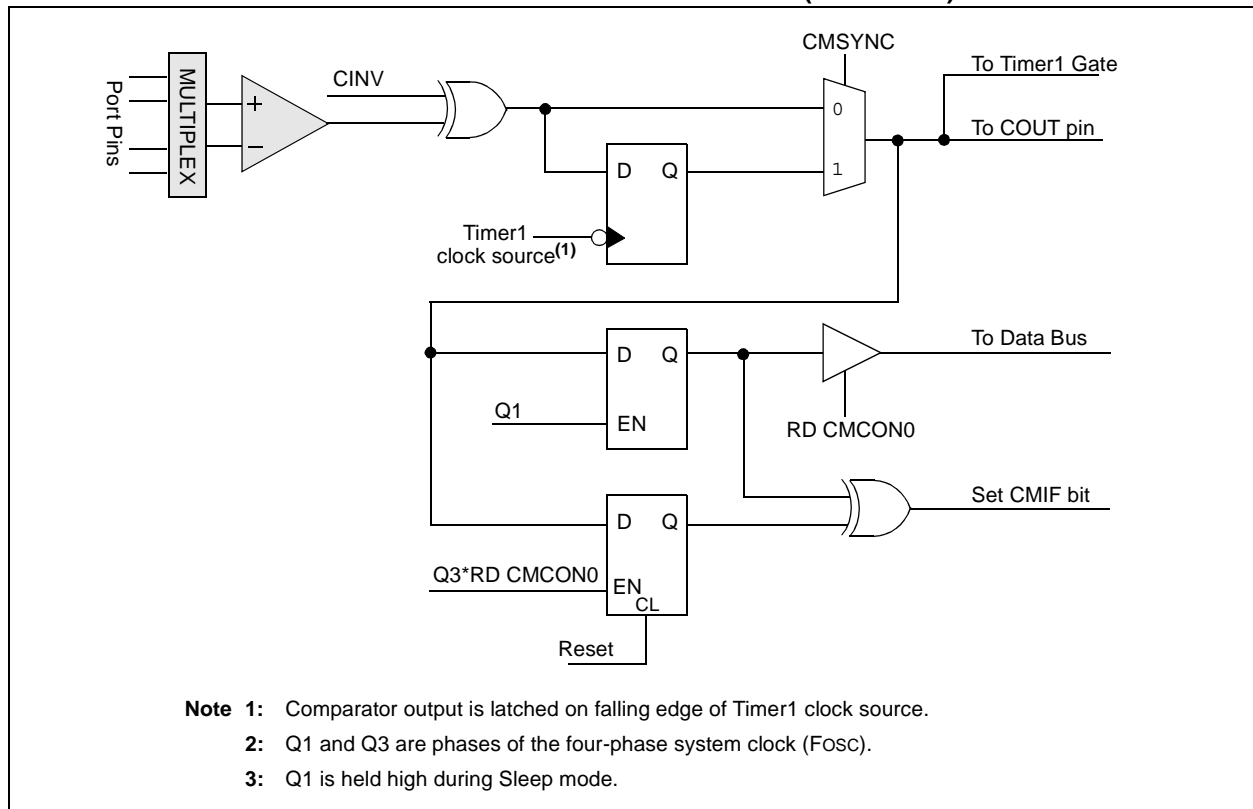 CMSYNC
To Timer1 Gate
CINV
MULTIPLEX
Port Pins
+
–
0
To COUT pin
1
D Q
Timer1
clock source(1)
D Q
To Data Bus
Q1
EN
RD CMCON0
D Q
Set CMIF bit
Q3*RD CMCON0
EN
CL
Reset
Note 1: Comparator output is latched on falling edge of Timer1 clock source.
2: Q1 and Q3 are phases of the four-phase system clock (FOSC).
3: Q1 is held high during Sleep mode.